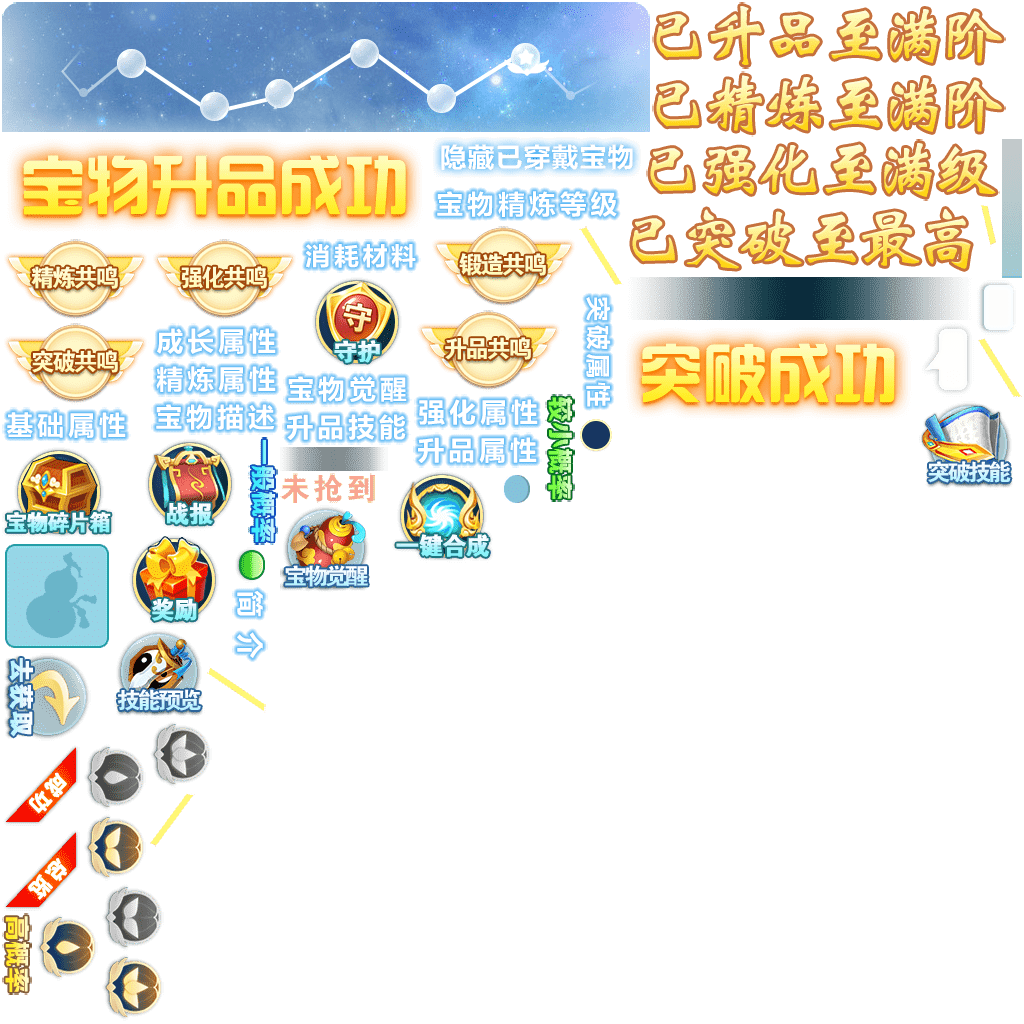 已升品至满阶
已精炼至满阶
已强化至满级
已突破至最高
宝物升品成功
隐藏已穿戴宝物
宝物精炼等级
消耗材料
精炼共鸣
强化共鸣
锻造共鸣
守
守护
突破共鸣
升品共鸣
成长属性
精炼属性
宝物描述
宝物觉醒
升品技能
突破属性
突破成功
基础属性
强化属性
升品属性
较小概率
一般概率
未抢到
突破技能
宝物碎片箱
战报
宝物觉醒
一键合成
奖励
简介
去获取
技能预览
成功
总览
高概率